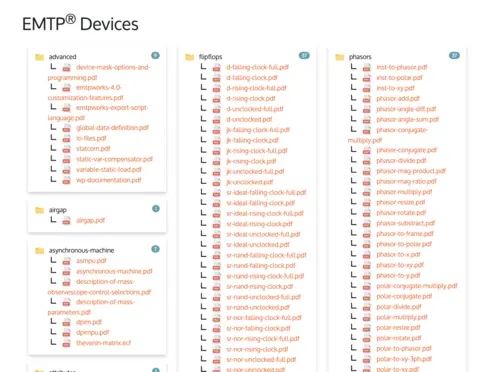 EMTP® Devices
advanced 9
device-mask-options-and-
programming.pdf
emtpworks-4.0-
customization-features.pdf
emtpworks-export-script-
language.pdf
global-data-definition.pdf
statcom.pdf
static-var-compensator.pdf
variable-static-load.pdf
wp-documentation.pdf
airgap 1
airgap.pdf
asynchronous-machine 7
asmpu.pdf
asynchronous-machine.pdf
description-of-mass-
observescope-control-selections.pdf
description-of-mass-
parameters.pdf
dpim.pdf
dpimpu.pdf
thevenin-matrix.ecf
flipflops 37
d-falling-clock-full.pdf
d-falling-clock.pdf
d-rising-clock-full.pdf
d-rising-clock.pdf
d-unclocked-full.pdf
d-unclocked.pdf
jk-falling-clock-full.pdf
jk-falling-clock.pdf
jk-rising-clock-full.pdf
jk-rising-clock.pdf
jk-unclocked-full.pdf
jk-unclocked.pdf
sr-ideal-falling-clock-full.pdf
sr-ideal-falling-clock.pdf
sr-ideal-rising-clock-full.pdf
sr-ideal-rising-clock.pdf
sr-ideal-unclocked-full.pdf
sr-ideal-unclocked.pdf
sr-nand-falling-clock-full.pdf
sr-nand-falling-clock.pdf
sr-nand-rising-clock-full.pdf
sr-nand-rising-clock.pdf
sr-nand-unclocked-full.pdf
sr-nand-unclocked.pdf
sr-nor-falling-clock-full.pdf
sr-nor-falling-clock.pdf
sr-nor-rising-clock-full.pdf
sr-nor-rising-clock.pdf
sr-nor-unclocked-full.pdf
sr-nor-unclocked.pdf
phasors 37
inst-to-phasor.pdf
inst-to-polar.pdf
inst-to-xy.pdf
phasor-add.pdf
phasor-angle-diff.pdf
phasor-angle-sum.pdf
phasor-conjugate-
multiply.pdf
phasor-conjugate.pdf
phasor-divide.pdf
phasor-mag-product.pdf
phasor-mag-ratio.pdf
phasor-multiply.pdf
phasor-resize.pdf
phasor-rotate.pdf
phasor-substract.pdf
phasor-to-frame.pdf
phasor-to-polar.pdf
phasor-to-x.pdf
phasor-to-xy.pdf
phasor-to-y.pdf
polar-conjugate-multiply.pdf
polar-conjugate.pdf
polar-divide.pdf
polar-multiply.pdf
polar-resize.pdf
polar-rotate.pdf
polar-to-phasor.pdf
polar-to-xy-3ph.pdf
polar-to-xy.pdf